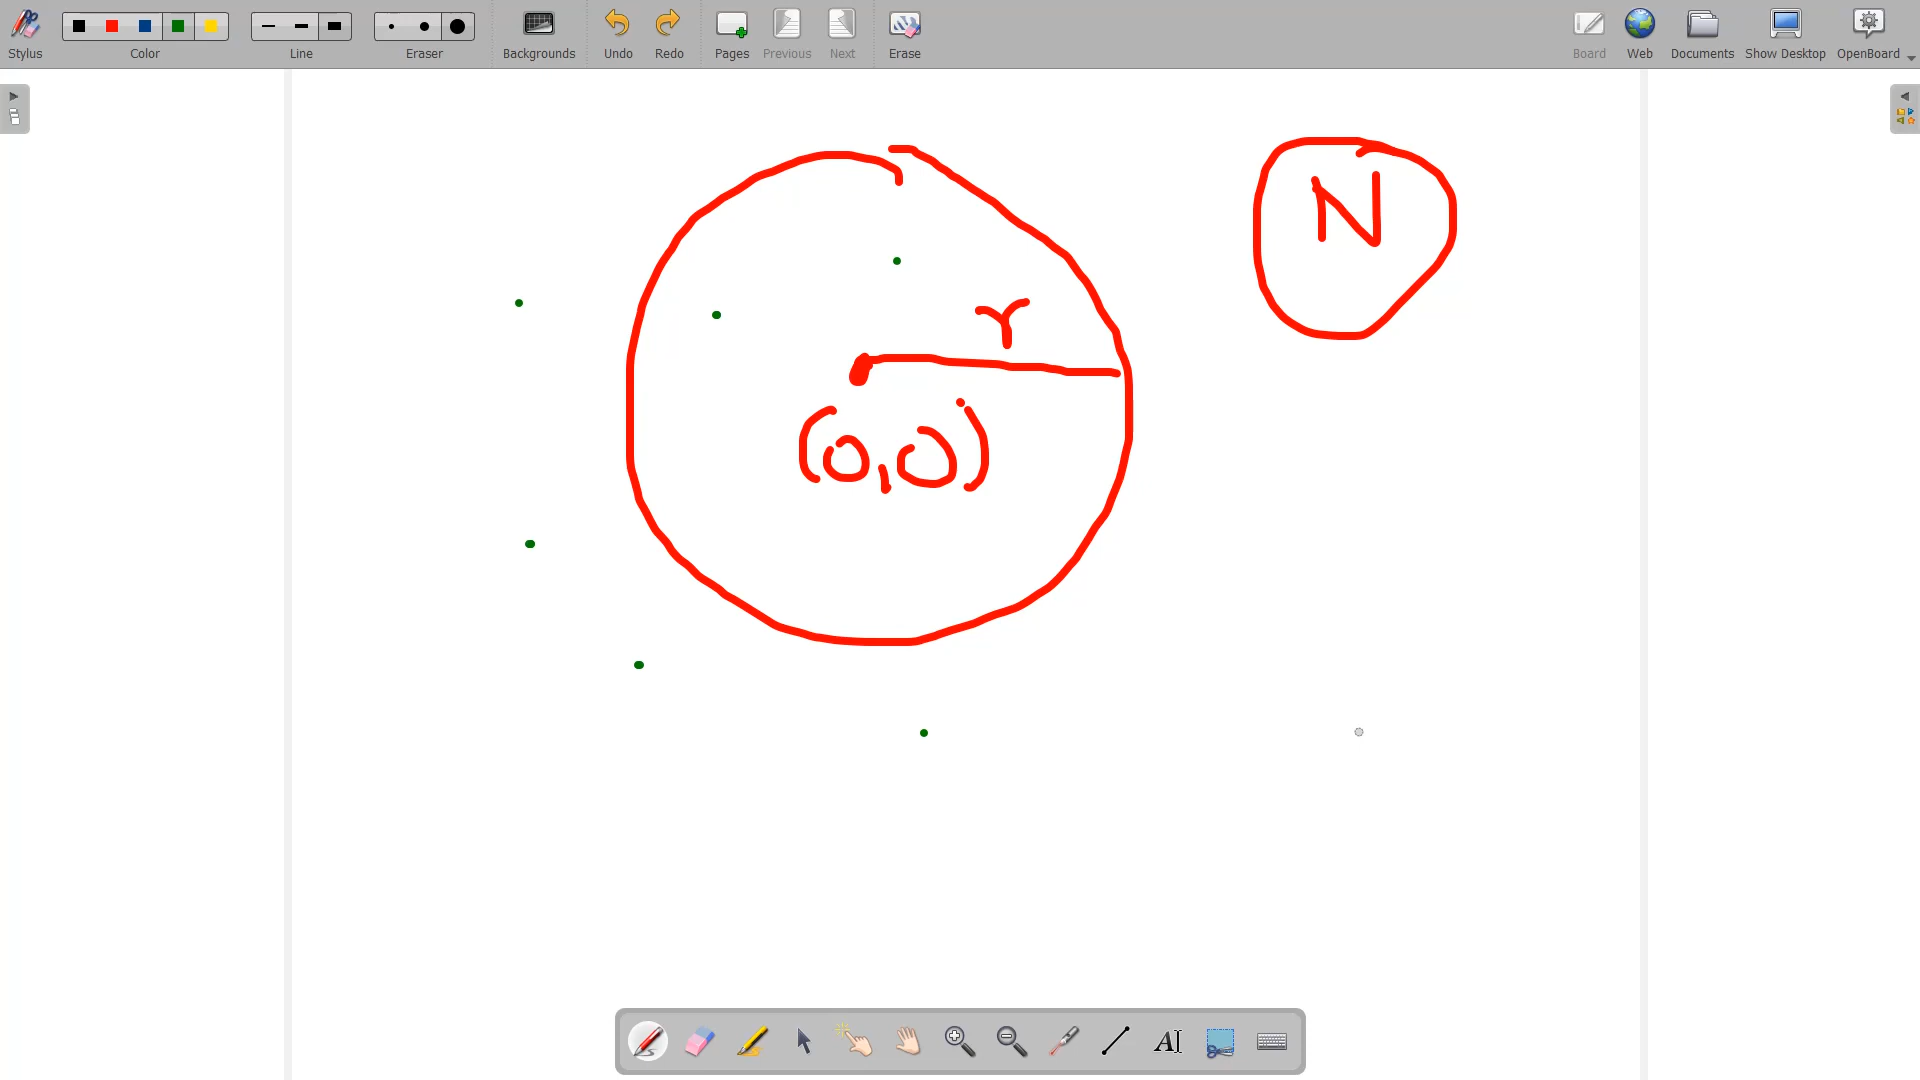 Stylus Color Line Eraser Backgrounds Undo Redo Pages Previous Next Erase Board Web Documents Show Desktop OpenBoard
N
r
(0,0)
A